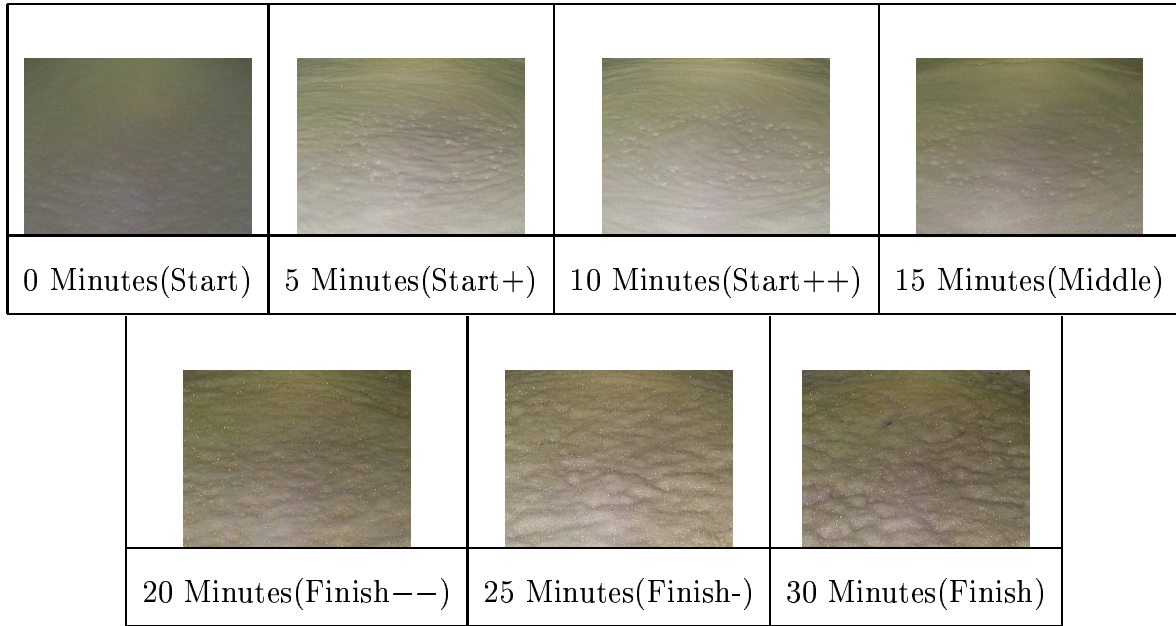 0 Minutes(Start) 5 Minutes(Start+) 10 Minutes(Start++) 15 Minutes(Middle)
20 Minutes(Finish−−) 25 Minutes(Finish-) 30 Minutes(Finish)